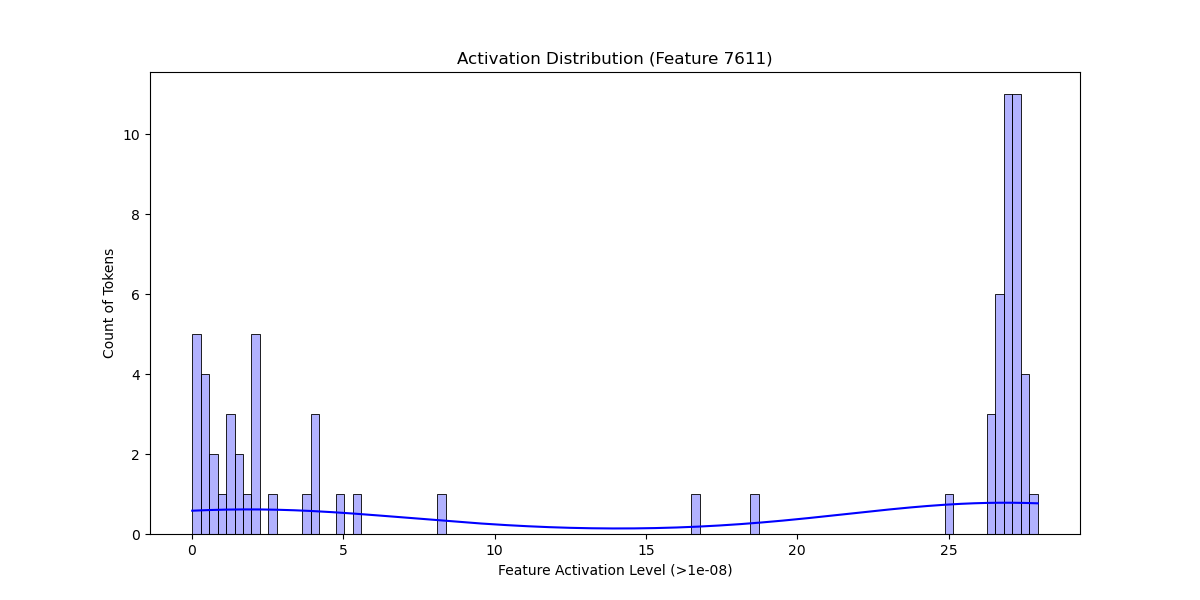 Activation Distribution (Feature 7611)
Count of Tokens
10
8
6
4
2
0
0 5 10 15 20 25
Feature Activation Level (>1e-08)